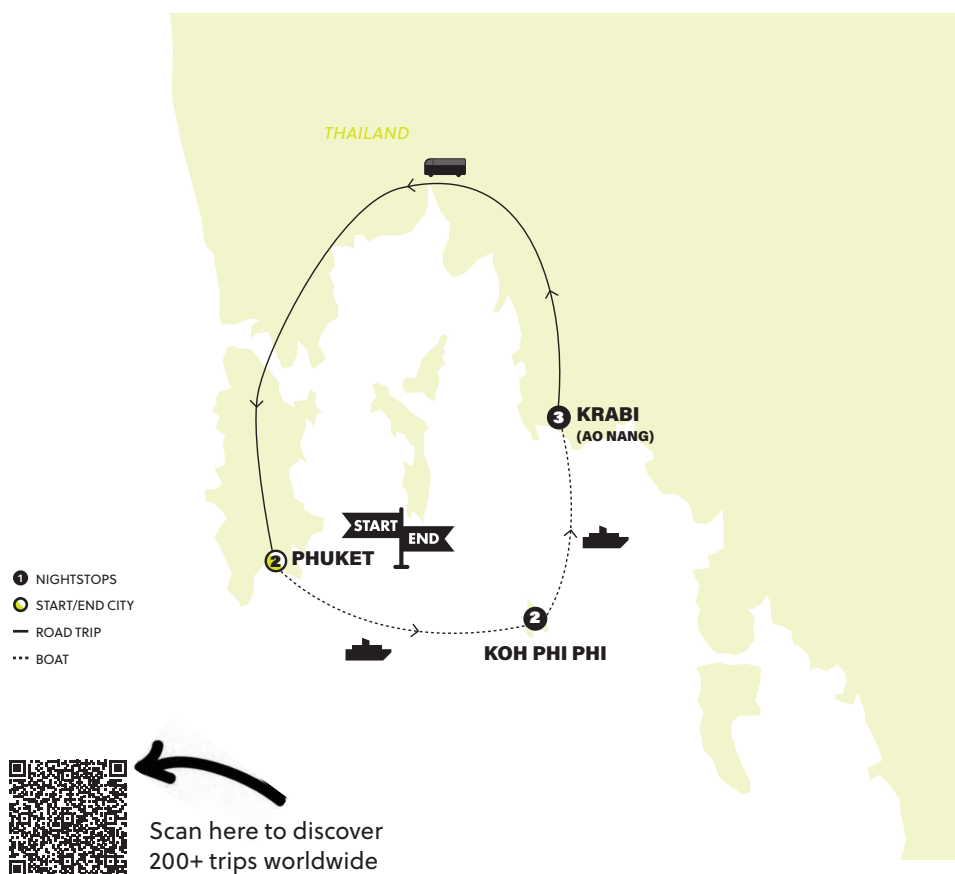 THAILAND
3 KRABI
(AO NANG)
START
END
2 PHUKET
2
KOH PHI PHI
1 NIGHTSTOPS
START/END CITY
ROAD TRIP
BOAT
Scan here to discover
200+ trips worldwide